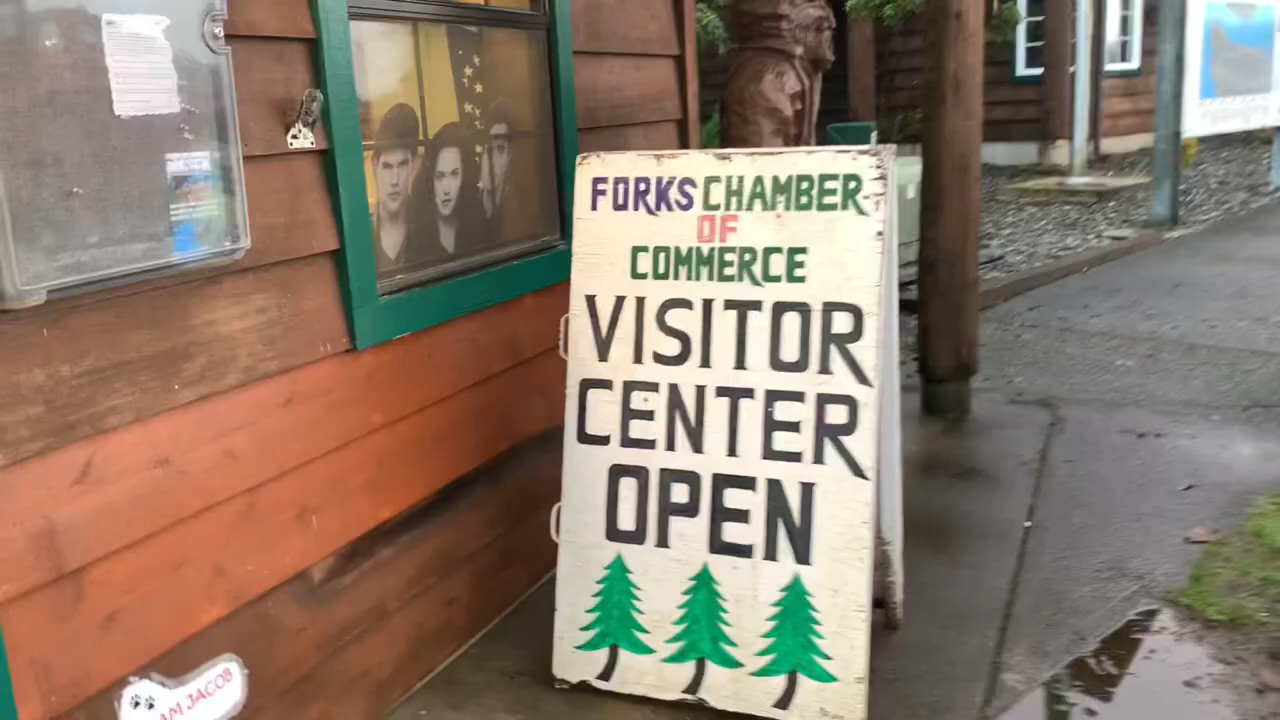 FORKS CHAMBER
OF
COMMERCE
VISITOR
CENTER
OPEN
AM JACOB